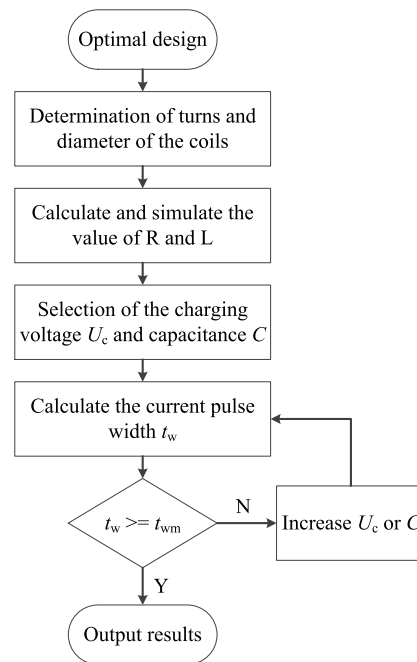 Optimal design
Determination of turns and
diameter of the coils
Calculate and simulate the
value of R and L
Selection of the charging
voltage Uc and capacitance C
Calculate the current pulse
width tw
tw >= twm
N
Increase Uc or C
Y
Output results